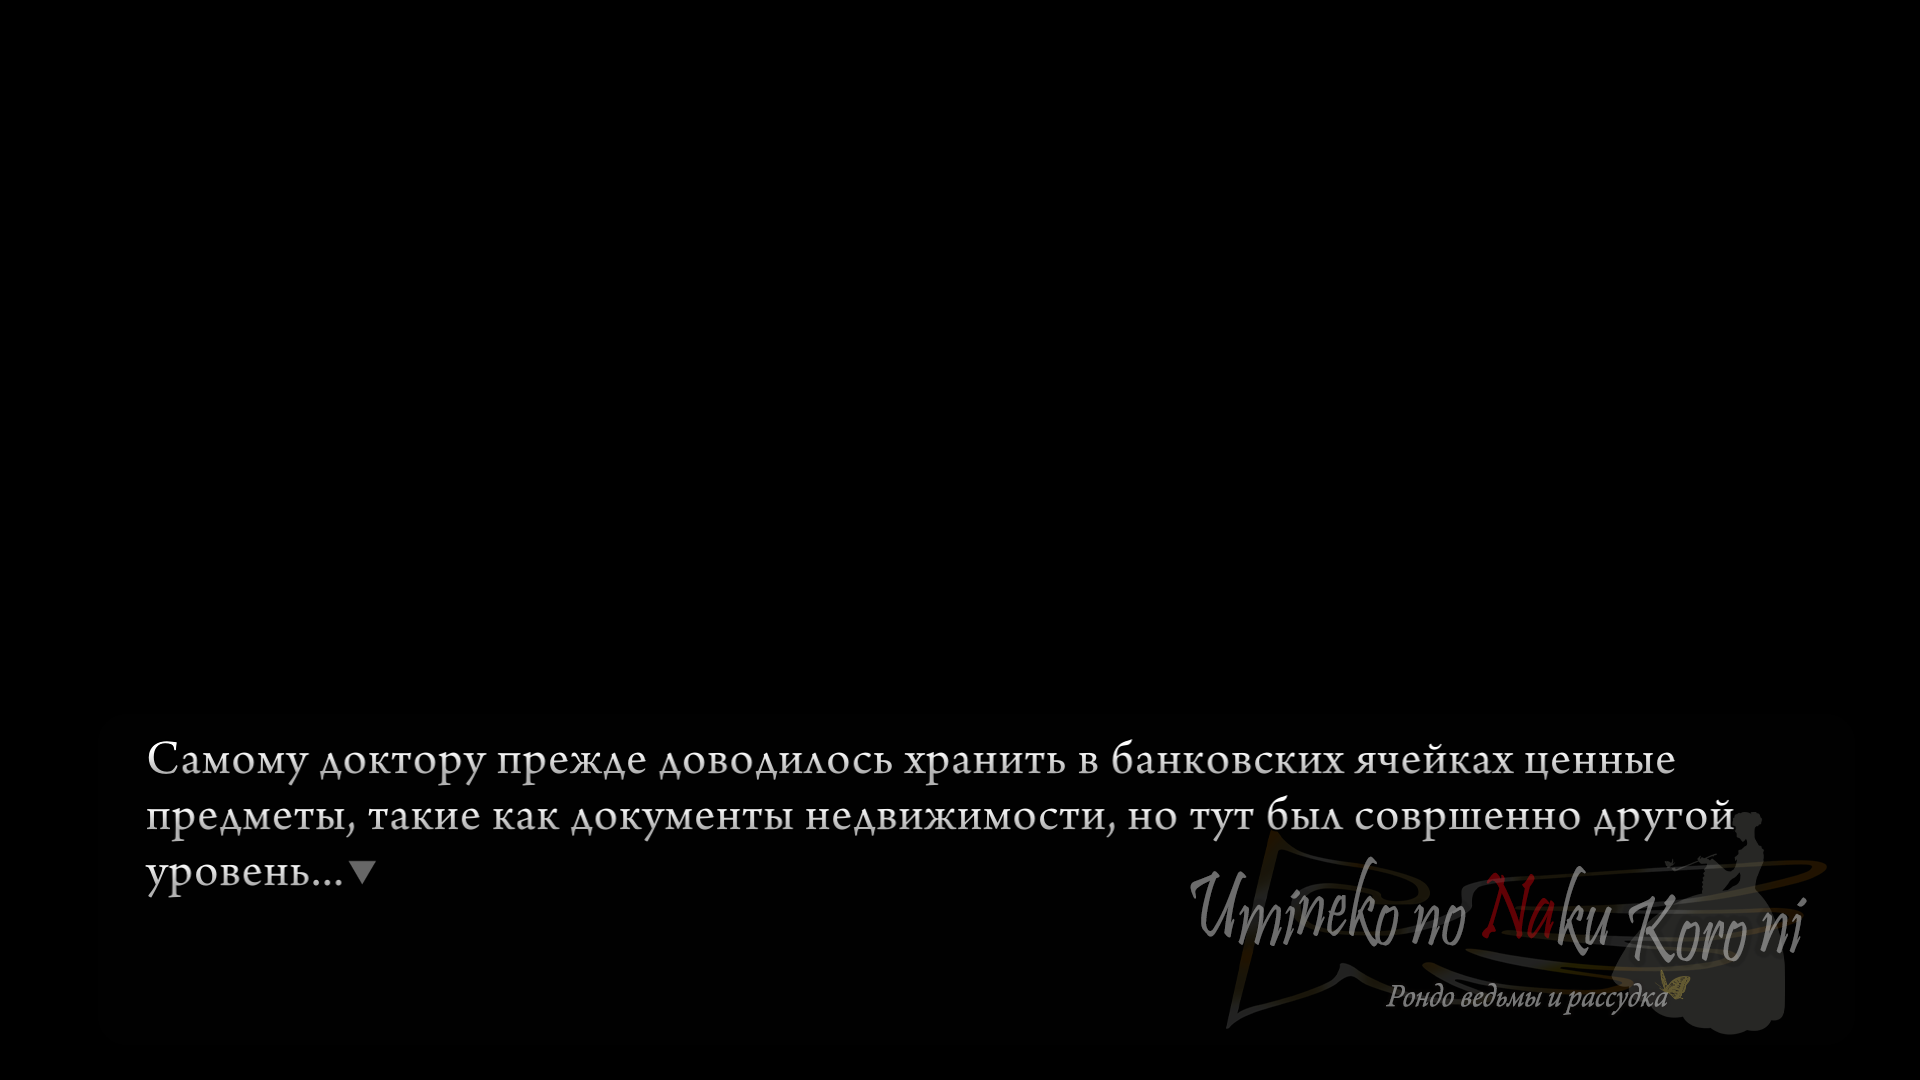 Самому доктору прежде доводилось хранить в банковских ячейках ценные
предметы, такие как документы недвижимости, но тут был совршенно другой
уровень...
Umineko no Naku Koro ni
Рондо ведьмы и рассудка